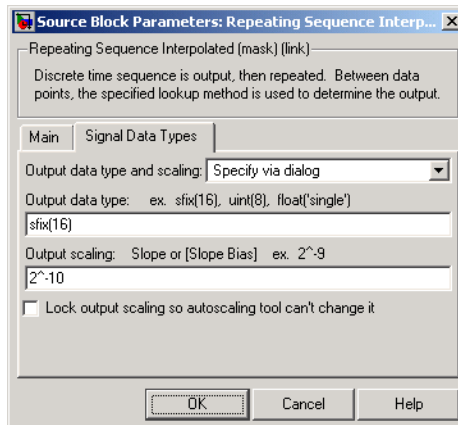 Source Block Parameters: Repeating Sequence Interp...
Repeating Sequence Interpolated (mask) (link)
Discrete time sequence is output, then repeated. Between data
points, the specified lookup method is used to determine the output.
Main Signal Data Types
Output data type and scaling: Specify via dialog
Output data type: ex. sfix(16), uint(8), float('single')
sfix(16)
Output scaling: Slope or [Slope Bias] ex. 2^-9
2^-10
Lock output scaling so autoscaling tool can't change it
OK Cancel Help